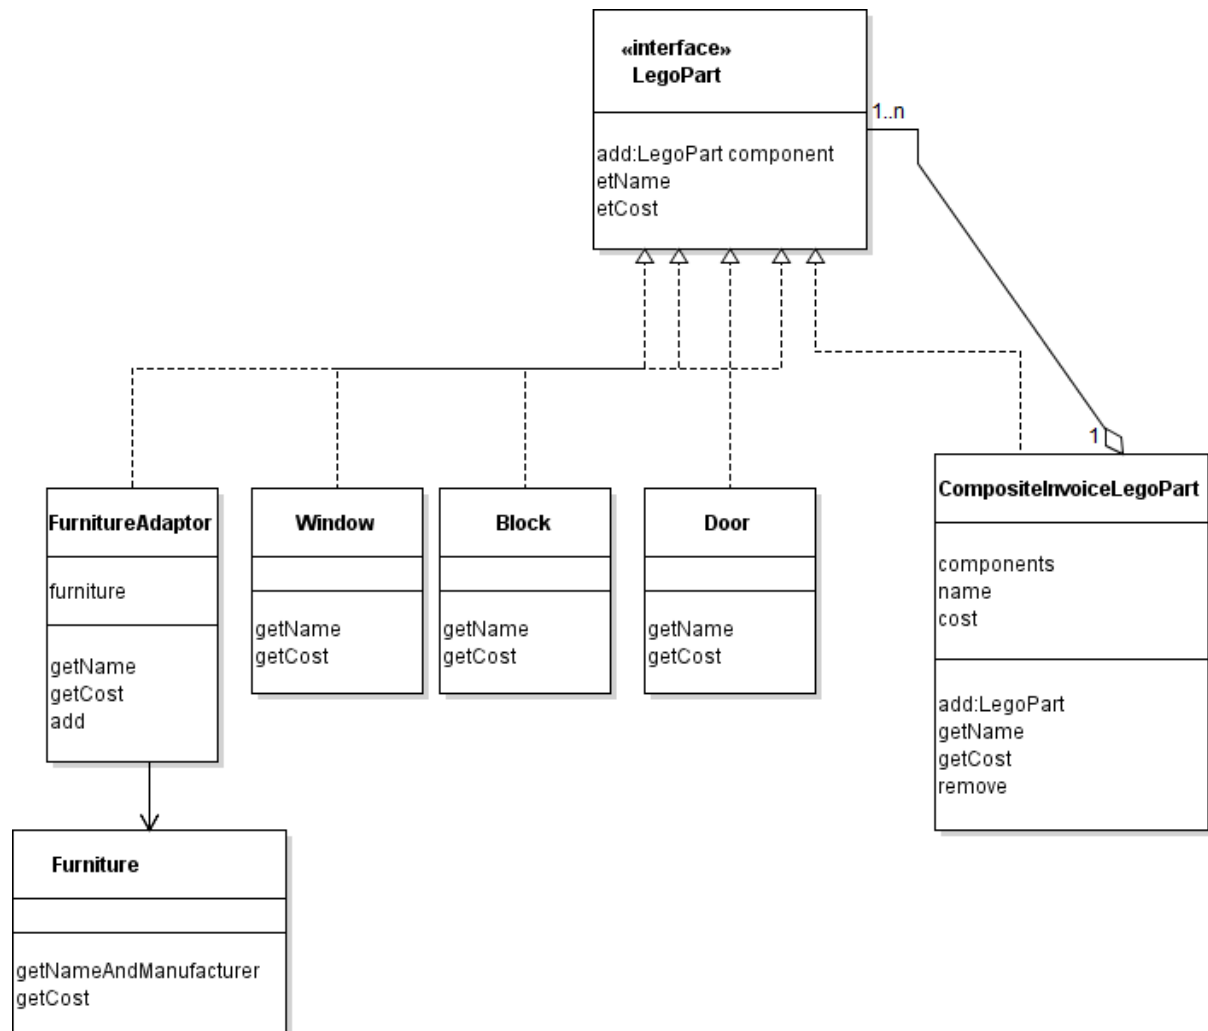 «interface»
LegoPart
add:LegoPart component
etName
etCost
1..n
1
FurnitureAdaptor
furniture
getName
getCost
add
Window
getName
getCost
Block
getName
getCost
Door
getName
getCost
CompositeInvoiceLegoPart
components
name
cost
add:LegoPart
getName
getCost
remove
Furniture
getNameAndManufacturer
getCost